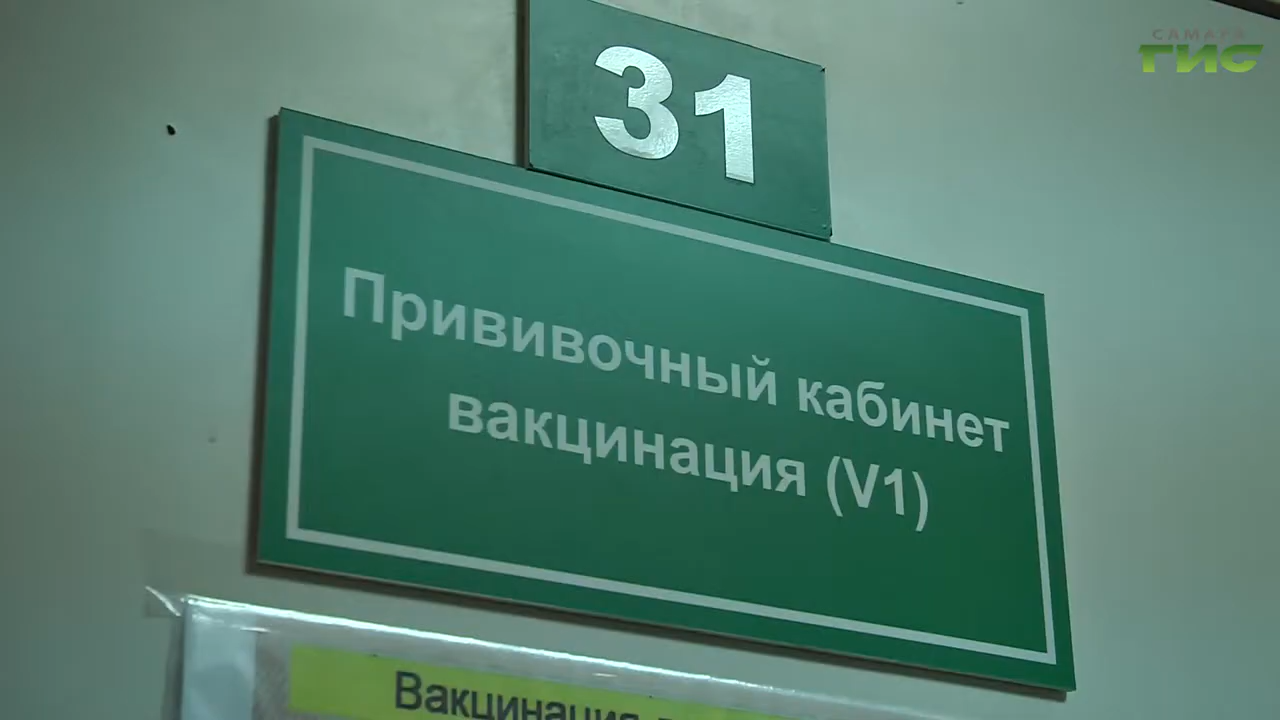 САМАРА
ГИС
31
Прививочный кабинет
вакцинация (V1)
Вакцинация